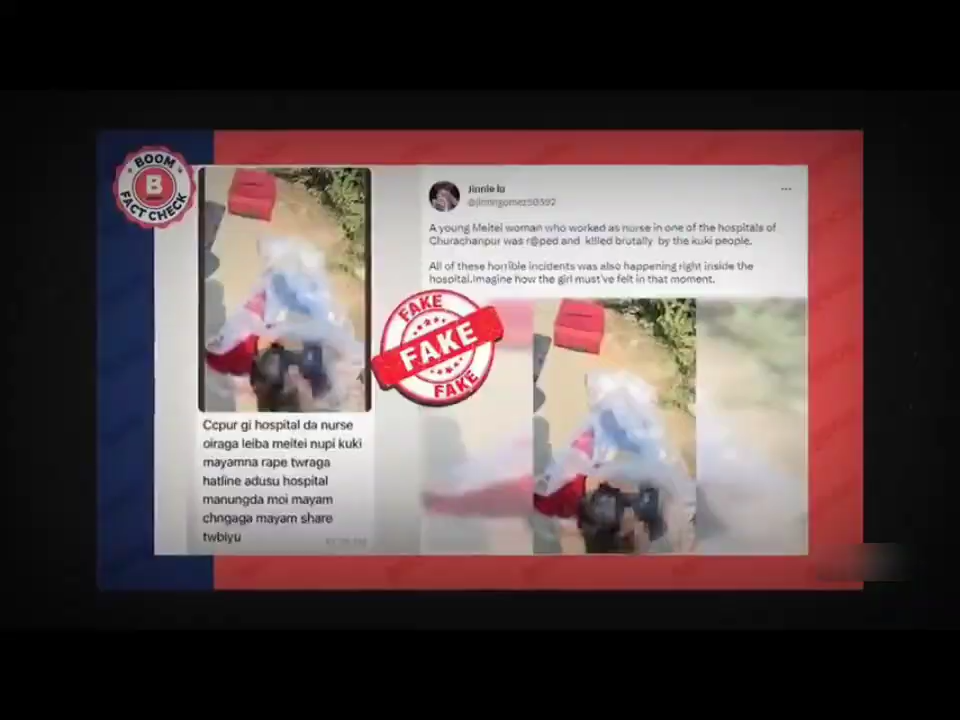 BOOM
B
FACT CHECK
Jinnie lu
A young Meitei woman who worked as nurse in one of the hospitals of
Churachanpur was r@ped and killed brutally by the kuki people.
All of these horrible incidents was also happening right inside the
hospital.Imagine how the girl must've felt in that moment.
FAKE
FAKE
FAKE
Ccpur gi hospital da nurse
oiraga leiba meitei nupi kuki
mayamna rape twraga
hatline adusu hospital
manungda moi mayam
chngaga mayam share
twbiyu